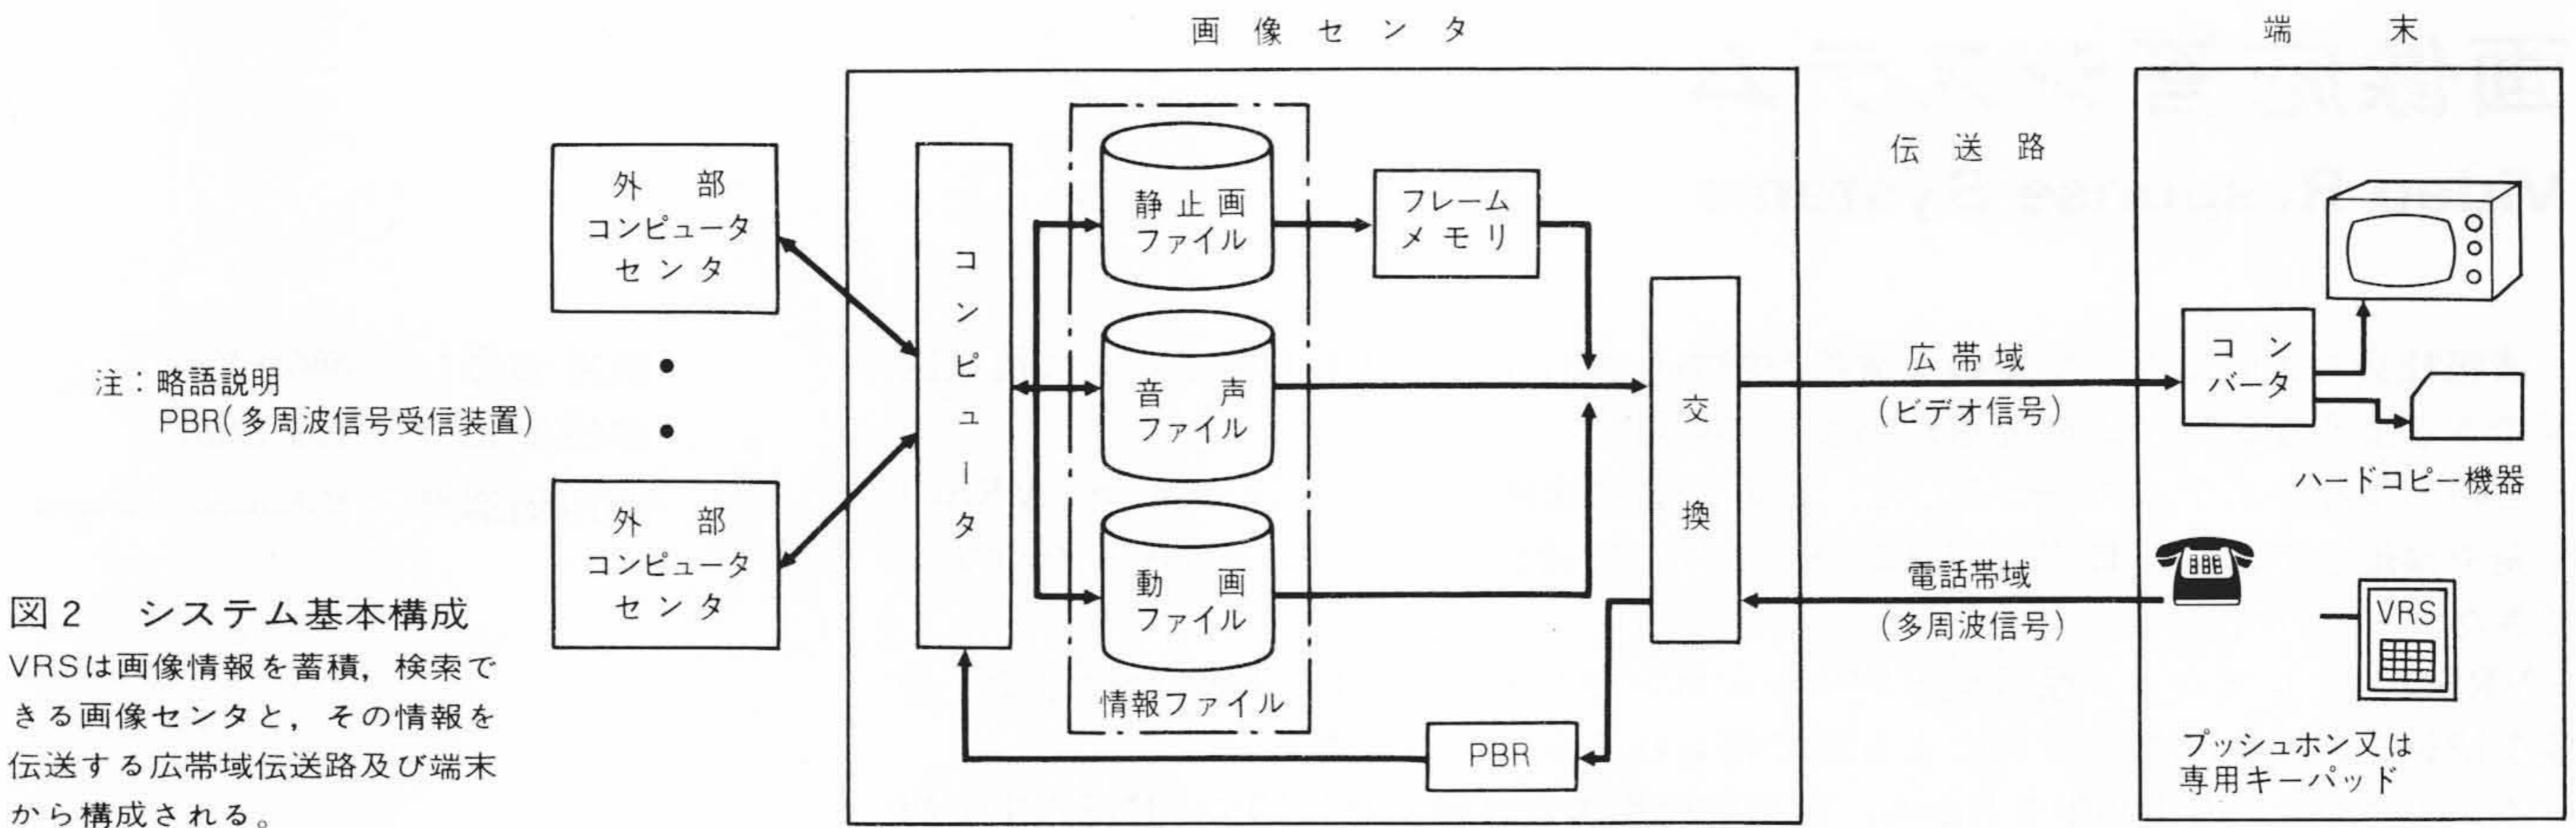 画像センタ
端末
伝送路
外部
コンピュータ
センタ
外部
コンピュータ
センタ
コンピュータ
静止画
ファイル
音声
ファイル
動画
ファイル
情報ファイル
フレーム
メモリ
交換
PBR
広帯域
(ビデオ信号)
電話帯域
(多周波信号)
コン
バータ
ハードコピー機器
VRS
プッシュホン又は
専用キーパッド
注:略語説明
PBR(多周波信号受信装置)
図2 システム基本構成
VRSは画像情報を蓄積,検索で
きる画像センタと,その情報を
伝送する広帯域伝送路及び端末
から構成される。